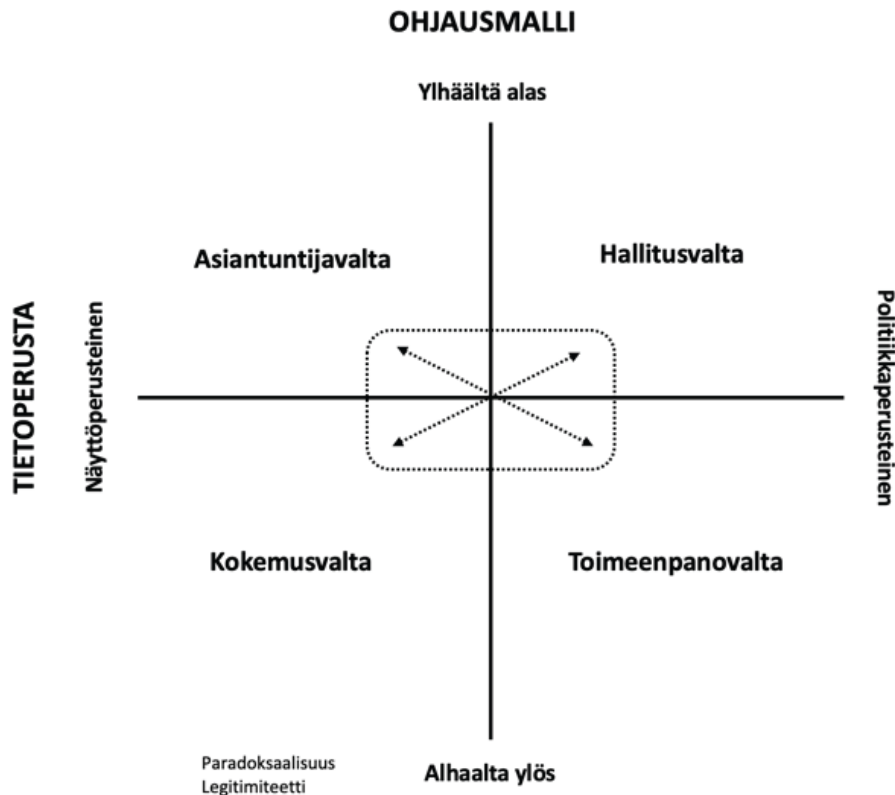 OHJAUSMALLI
Ylhäältä alas
Asiantuntijavalta
Hallitusvalta
TIETOPERUSTA
Näyttöperusteinen
Politiikkaperusteinen
Kokemusvalta
Toimeenpanovalta
Paradoksaalisuus
Legitimiteetti
Alhaalta ylös